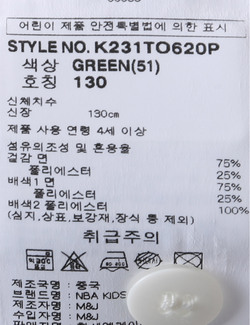 어린이 제품 안전특별법에 의한 표시
STYLE NO. K231TO620P
색상 GREEN(51)
호칭 130
신체치수
신장 130cm
제품 사용 연령 4세 이상
섬유의조성 및 혼용율
겉감 면 75%
폴리에스터 25%
배색1 면 75%
폴리에스터 25%
배색2 폴리에스터 100%
(심지,상표,보강재,장식 통 제외)
취급주의
제조국명 : 중국
브랜드명 : NBA KIDS
제조자명 : M&J
수입자명 : M&J